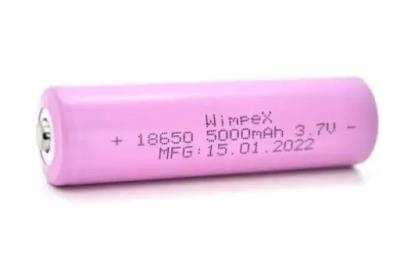 WimpeX
+ 18650 5000mAh 3.7V -
MFG:15.01.2022